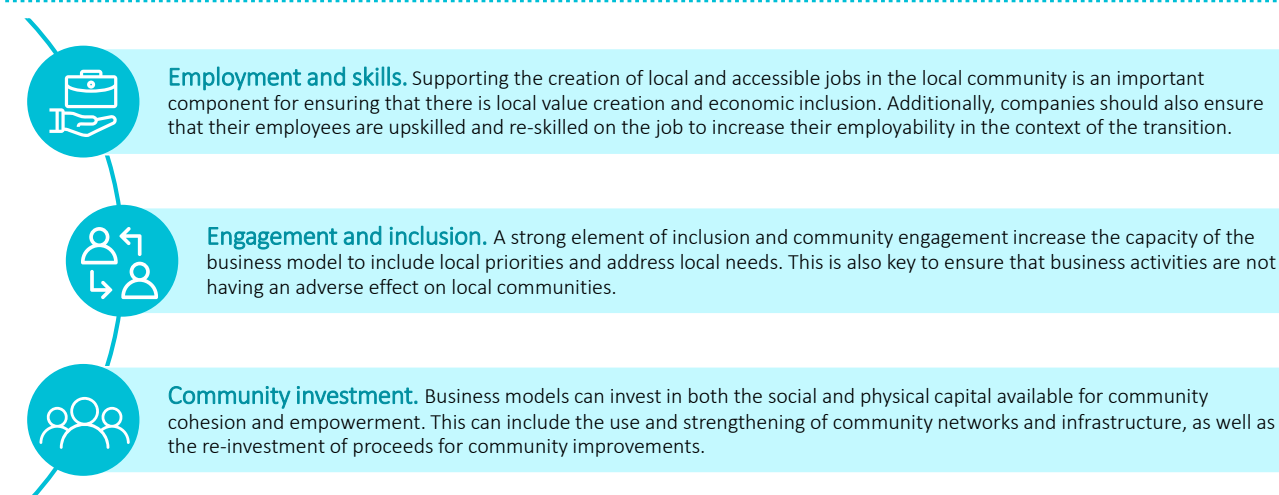 Employment and skills. Supporting the creation of local and accessible jobs in the local community is an important
component for ensuring that there is local value creation and economic inclusion. Additionally, companies should also ensure
that their employees are upskilled and re-skilled on the job to increase their employability in the context of the transition.
Engagement and inclusion. A strong element of inclusion and community engagement increase the capacity of the
business model to include local priorities and address local needs. This is also key to ensure that business activities are not
having an adverse effect on local communities.
Community investment. Business models can invest in both the social and physical capital available for community
cohesion and empowerment. This can include the use and strengthening of community networks and infrastructure, as well as
the re-investment of proceeds for community improvements.